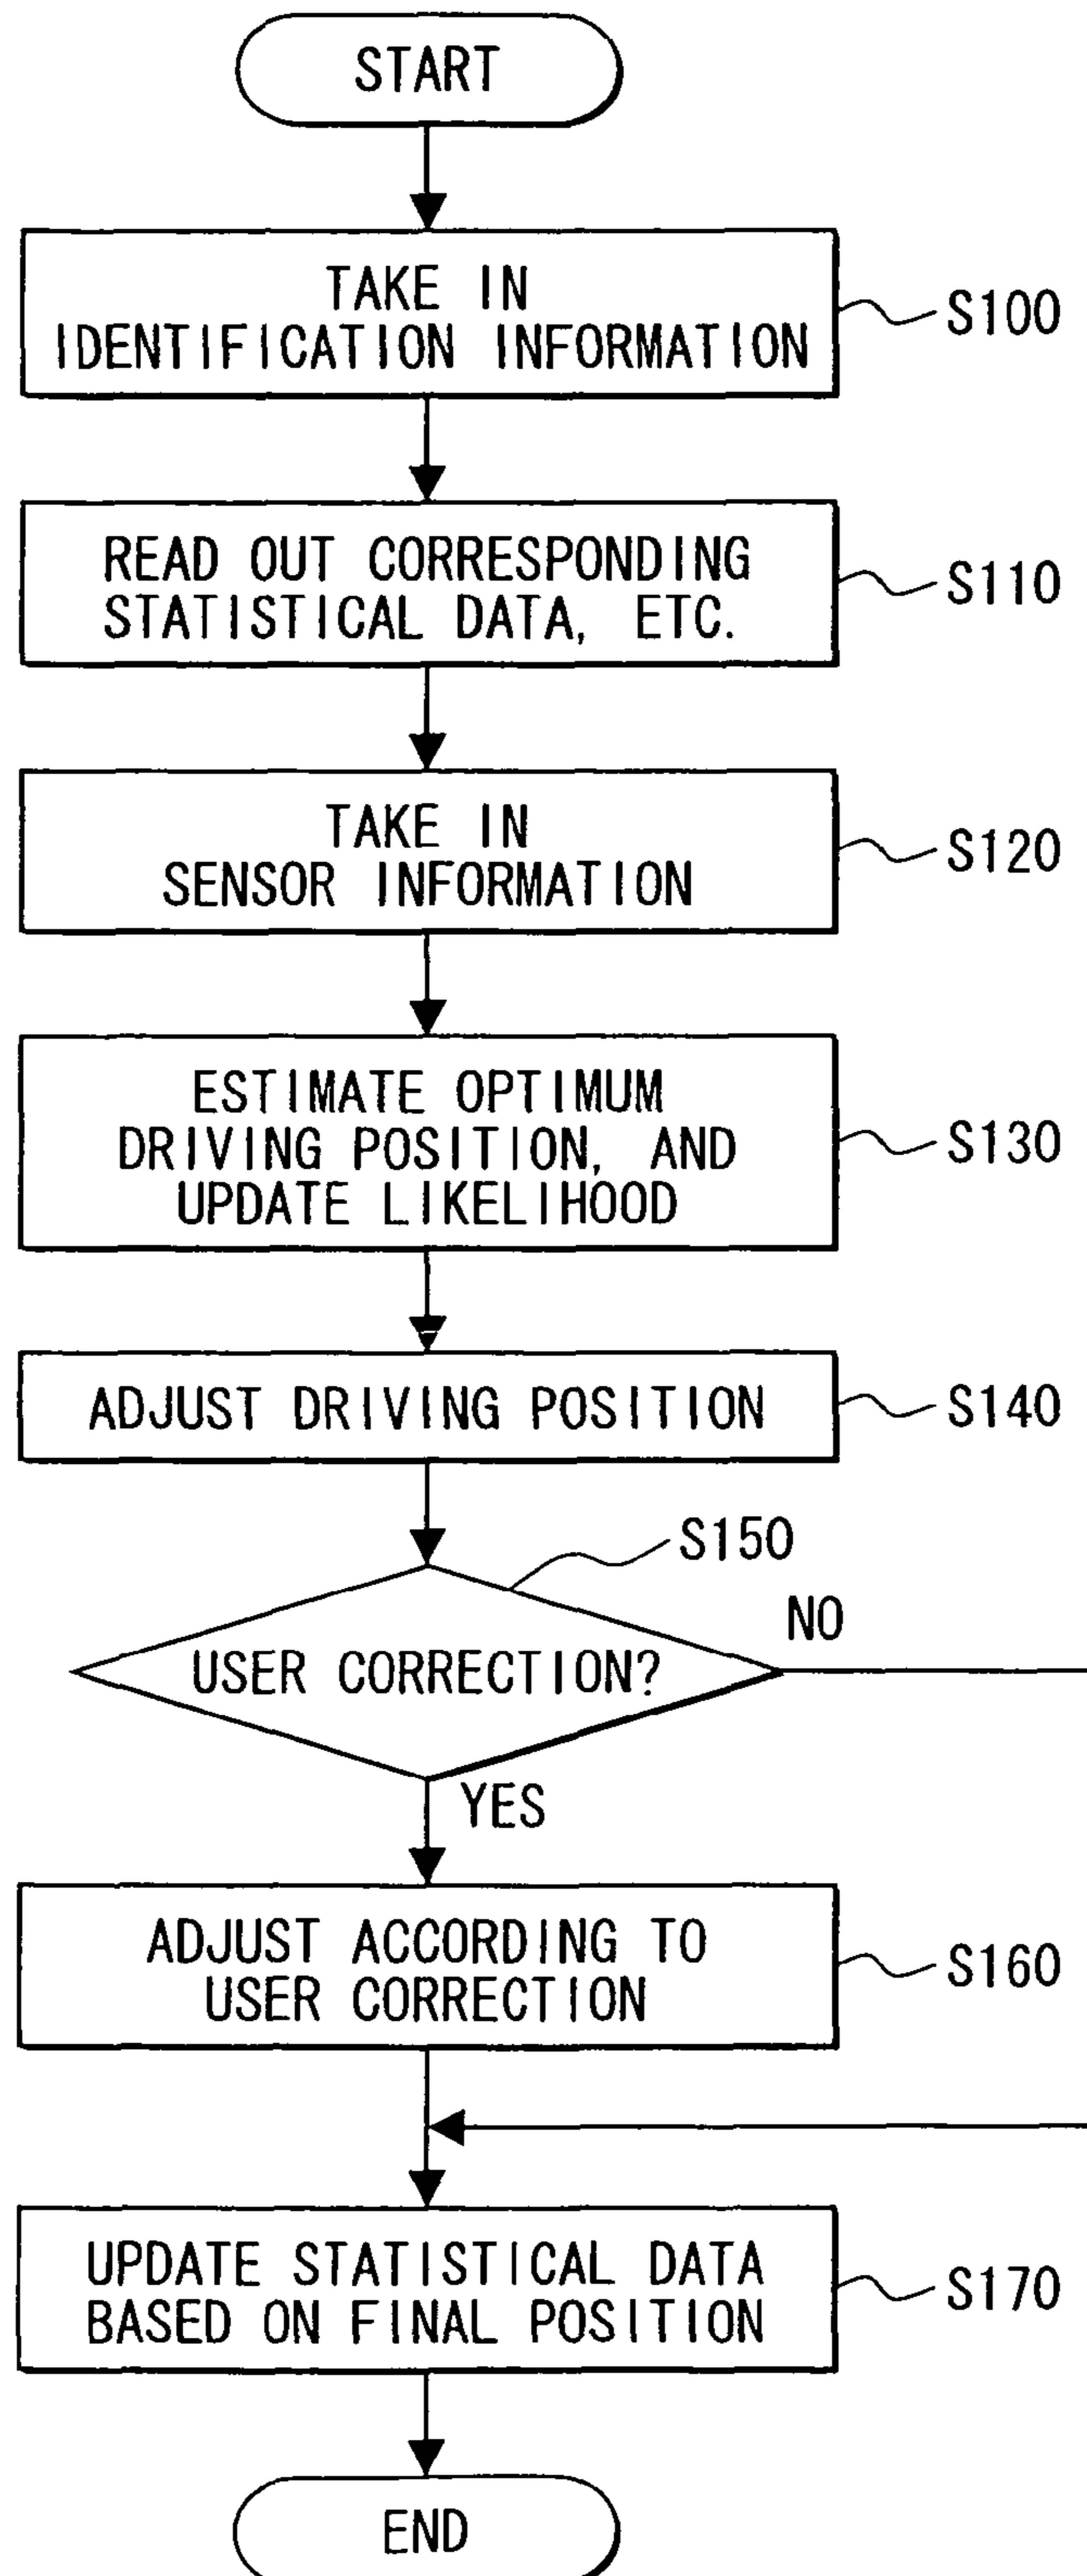 START
TAKE IN
IDENTIFICATION INFORMATION
S100
READ OUT CORRESPONDING
STATISTICAL DATA, ETC.
S110
TAKE IN
SENSOR INFORMATION
S120
ESTIMATE OPTIMUM
DRIVING POSITION, AND
UPDATE LIKELIHOOD
S130
ADJUST DRIVING POSITION
S140
S150
USER CORRECTION?
NO
YES
ADJUST ACCORDING TO
USER CORRECTION
S160
UPDATE STATISTICAL DATA
BASED ON FINAL POSITION
S170
END